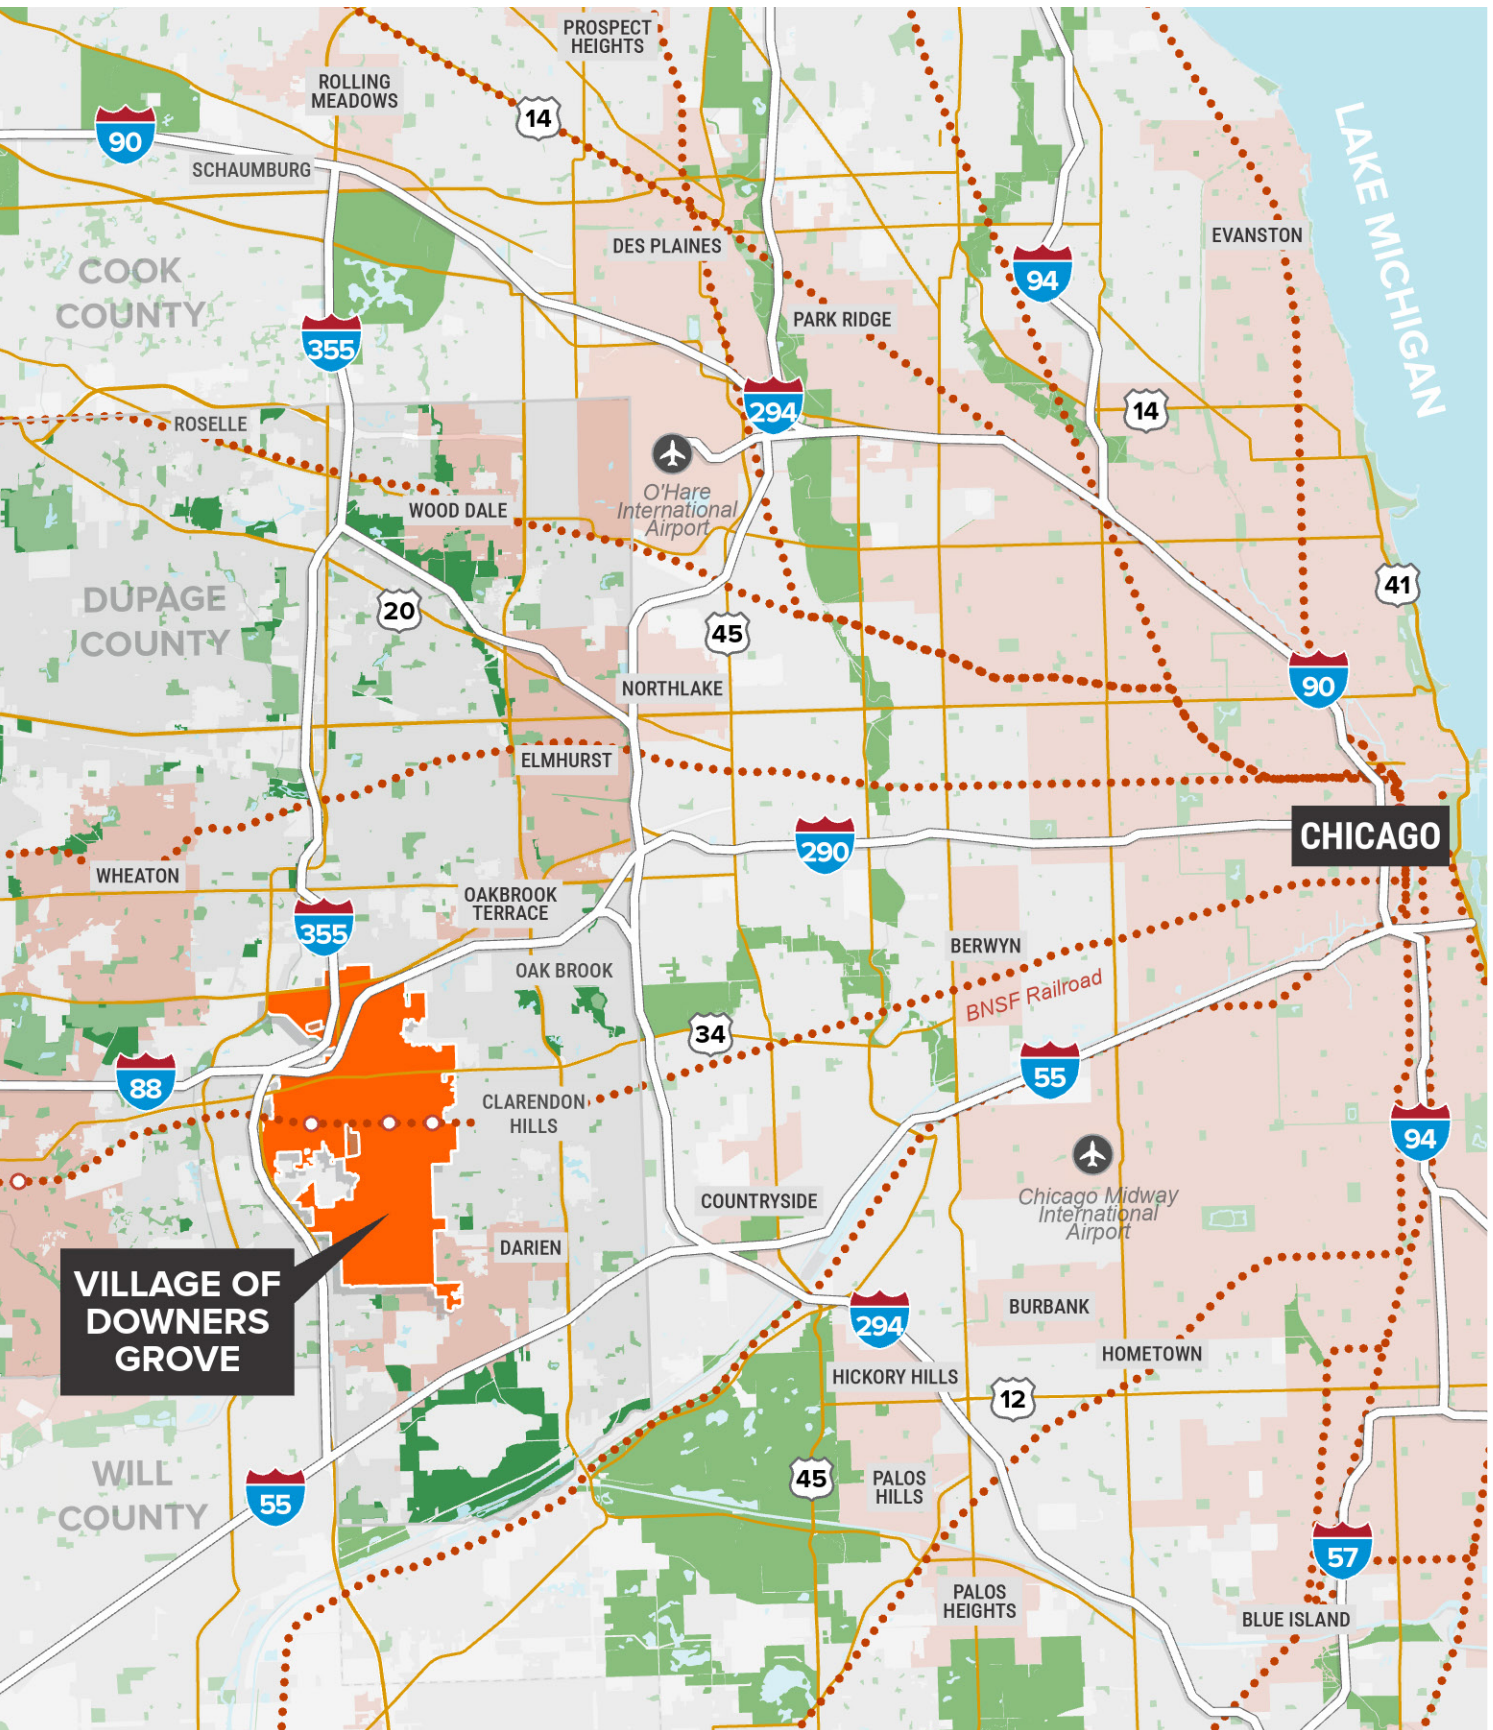 PROSPECT
HEIGHTS
ROLLING
MEADOWS
14
90
SCHAUMBURG
LAKE MICHIGAN
EVANSTON
DES PLAINES
COOK
COUNTY
94
PARK RIDGE
355
294
14
ROSELLE
O'Hare
International
Airport
WOOD DALE
41
DUPAGE
COUNTY
20
45
NORTHLAKE
90
ELMHURST
CHICAGO
290
WHEATON
OAKBROOK
TERRACE
355
BERWYN
OAK BROOK
BNSF Railroad
34
55
88
CLARENDON
HILLS
94
COUNTRYSIDE
Chicago Midway
International
Airport
DARIEN
VILLAGE OF
DOWNERS
GROVE
BURBANK
294
HOMETOWN
HICKORY HILLS
12
WILL
COUNTY
45
PALOS
HILLS
55
57
PALOS
HEIGHTS
BLUE ISLAND